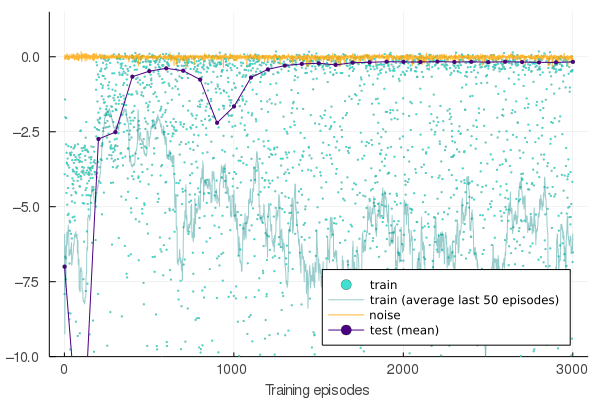 0.0
−2.5
−5.0
−7.5
−10.0
0
1000
2000
3000
Training episodes
train
train (average last 50 episodes)
noise
test (mean)